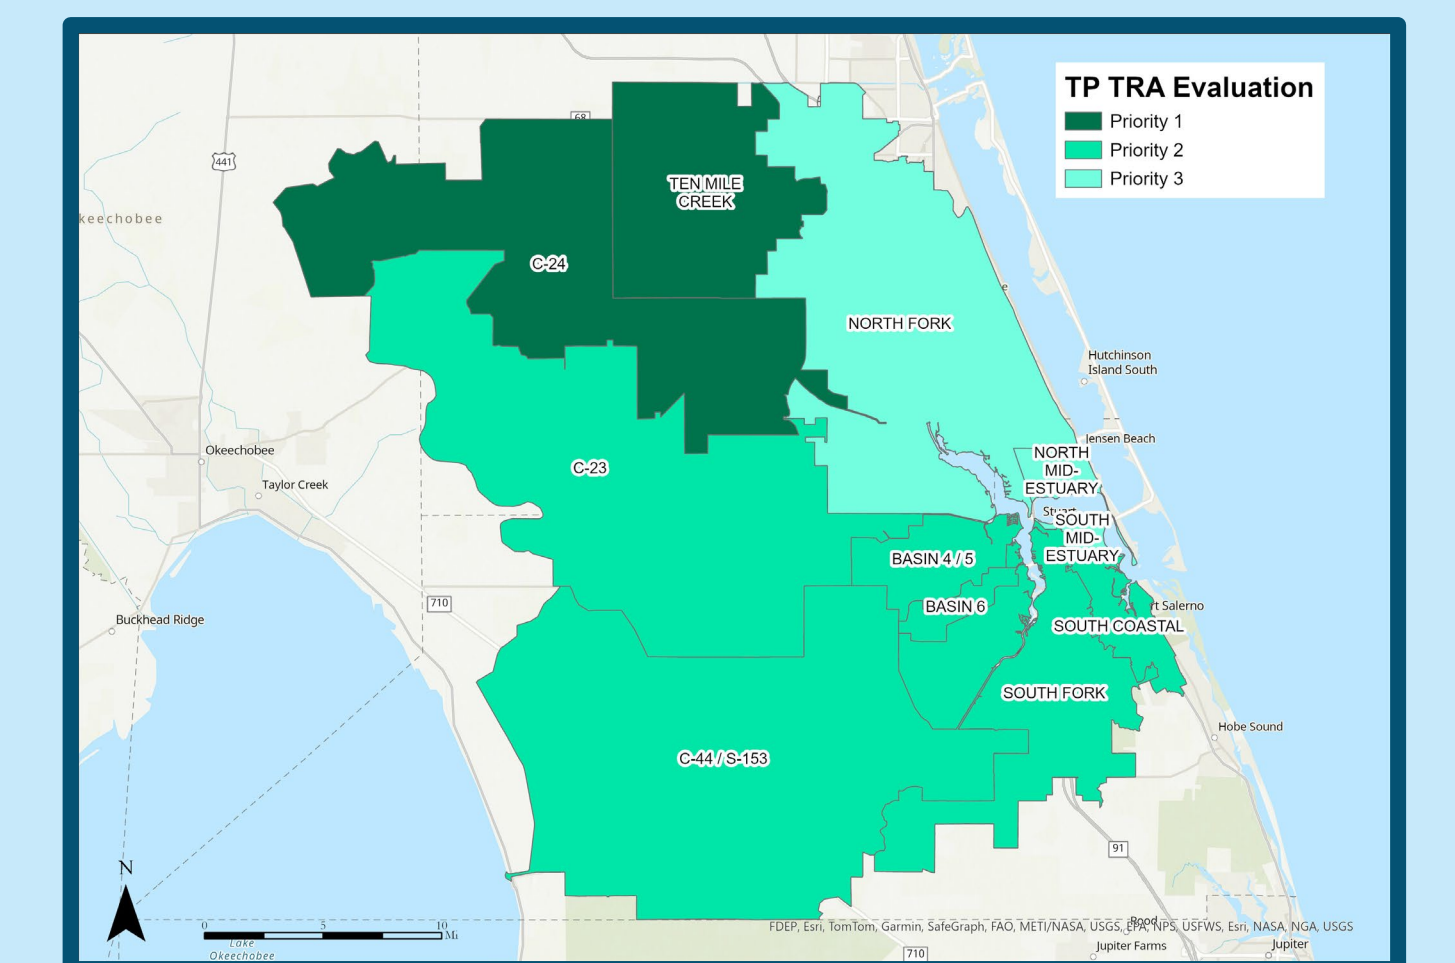 TP TRA Evaluation
Priority 1
Priority 2
Priority 3
68
441
keechobee
TEN MILE
CREEK
C-24
e
NORTH FORK
Hutchinson
Island South
Jensen Beach
Okeechobee
NORTH
MID-
ESTUARY
C-23
Taylor Creek
Stuart
SOUTH
MID-
ESTUARY
BASIN 4 / 5
710
BASIN 6
rt Salerno
Buckhead Ridge
SOUTH COASTAL
SOUTH FORK
Hobe Sound
C-44 / S-153
91
N
0 5 10
Mi
Lake
Okeechobee
Rood
FDEP, Esri, TomTom, Garmin, SafeGraph, FAO, METI/NASA, USGS, EPA, NPS, USFWS, Esri, NASA, NGA, USGS
710
Jupiter Farms
Jupiter